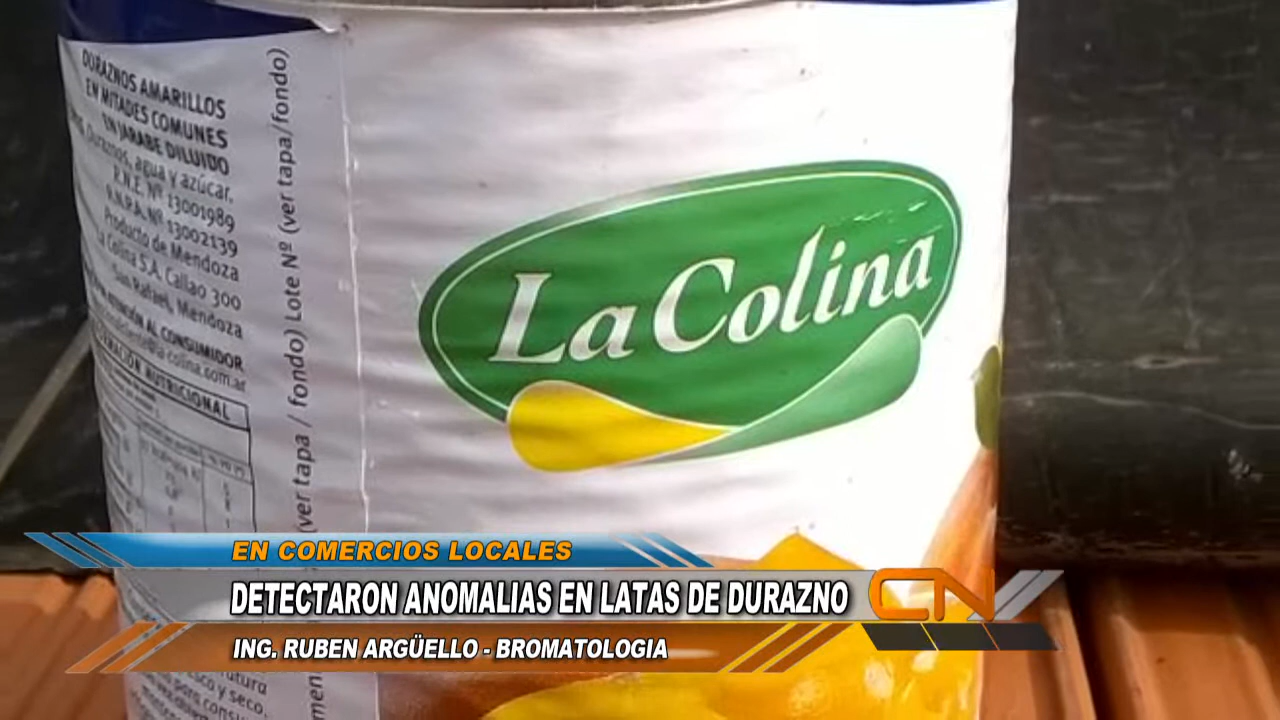 DURAZNOS AMARILLOS
EN MITADES COMUNES
EN JARABE DILUIDO
Duraznos, agua y azúcar.
R.N.E. Nº 13001989
R.N.P.A. Nº 13002139
Producto de Mendoza
La Colina S.A. Callao 300
San Rafael, Mendoza
ATENCIÓN AL CONSUMIDOR
NUTRICIONAL
(ver tapa / fondo) Lote Nº (ver tapa/fondo)
La Colina
EN COMERCIOS LOCALES
DETECTARON ANOMALIAS EN LATAS DE DURAZNO
CN
ING. RUBEN ARGÜELLO - BROMATOLOGIA
y seco.